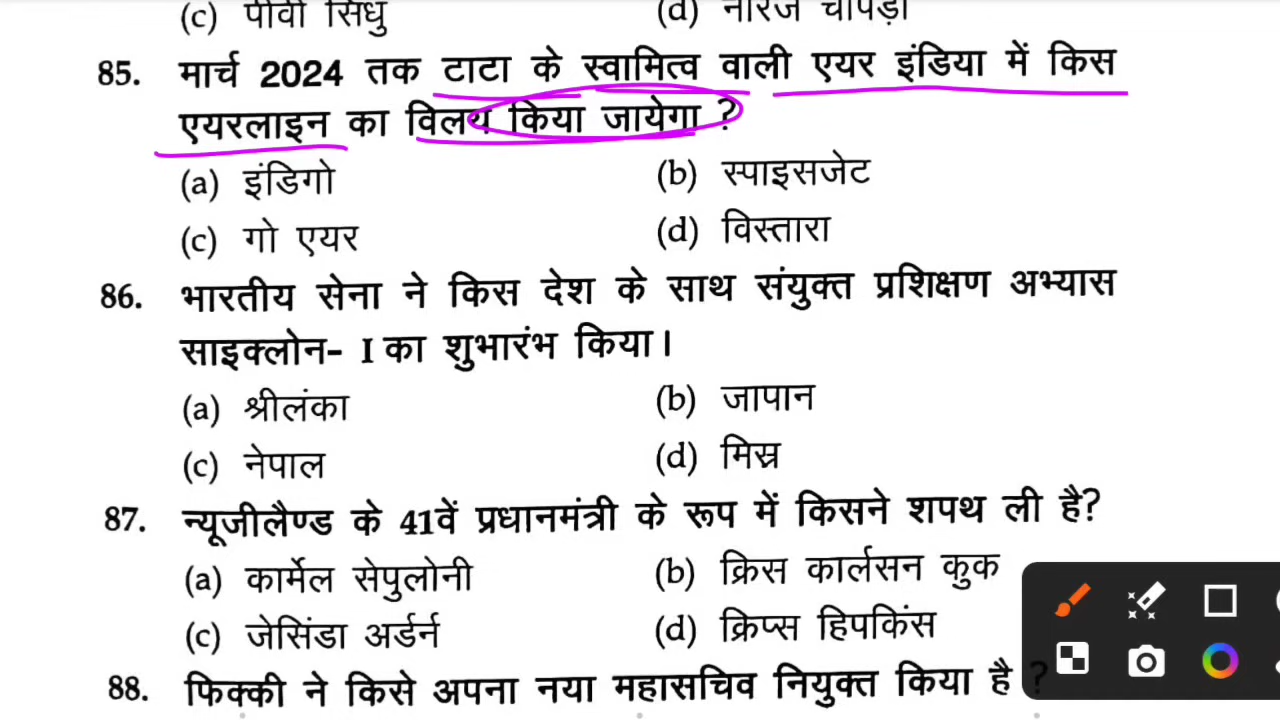 (c) पीवी सिंधु
(d) नीरज चोपड़ा
85. मार्च 2024 तक टाटा के स्वामित्व वाली एयर इंडिया में किस
एयरलाइन का विलय किया जायेगा ?
(a) इंडिगो
(b) स्पाइसजेट
(c) गो एयर
(d) विस्तारा
86. भारतीय सेना ने किस देश के साथ संयुक्त प्रशिक्षण अभ्यास
साइक्लोन- I का शुभारंभ किया।
(a) श्रीलंका
(b) जापान
(c) नेपाल
(d) मिस्र
87. न्यूजीलैण्ड के 41वें प्रधानमंत्री के रूप में किसने शपथ ली है?
(a) कार्मेल सेपुलोनी
(b) क्रिस कार्लसन कुक
(c) जेसिंडा अर्डर्न
(d) क्रिप्स हिपकिंस
88. फिक्की ने किसे अपना नया महासचिव नियुक्त किया है ?